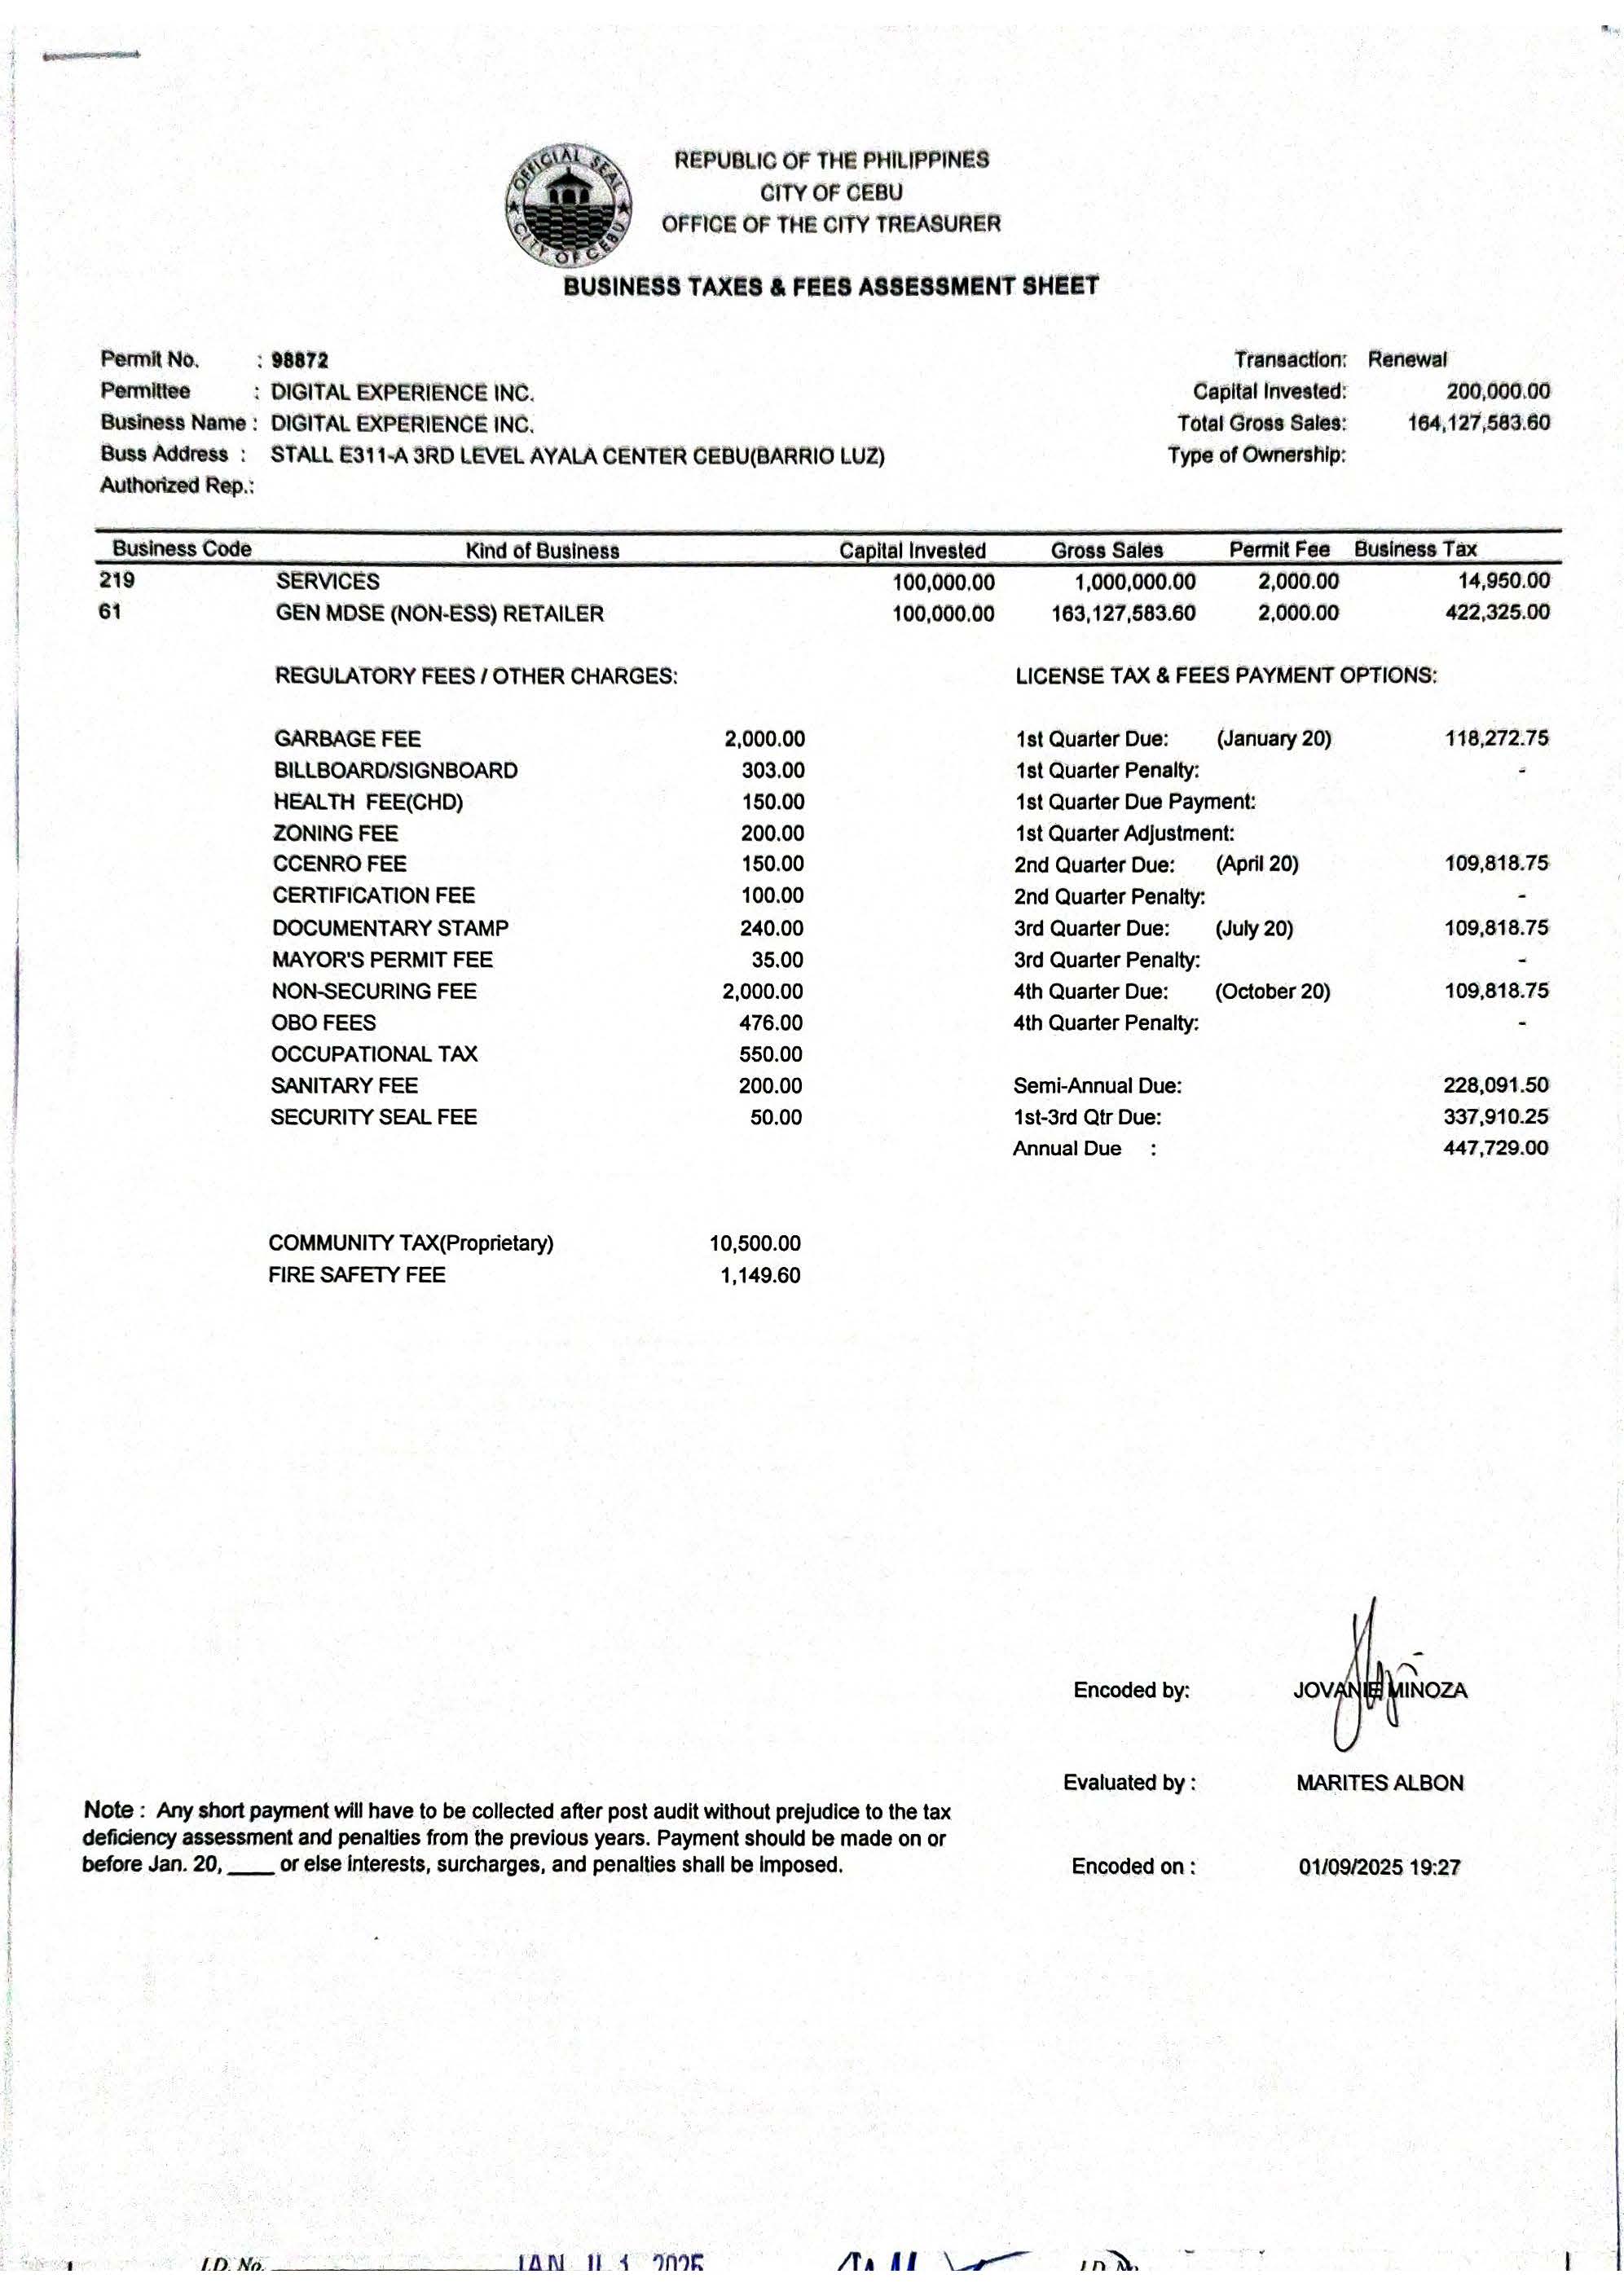 OFFICIAL SEAL
CITY OF CEBU
REPUBLIC OF THE PHILIPPINES
CITY OF CEBU
OFFICE OF THE CITY TREASURER
BUSINESS TAXES & FEES ASSESSMENT SHEET
Permit No. : 98872 Transaction: Renewal
Permittee : DIGITAL EXPERIENCE INC. Capital Invested: 200,000.00
Business Name : DIGITAL EXPERIENCE INC. Total Gross Sales: 164,127,583.60
Buss Address : STALL E311-A 3RD LEVEL AYALA CENTER CEBU(BARRIO LUZ) Type of Ownership:
Authorized Rep.:
Business Code Kind of Business Capital Invested Gross Sales Permit Fee Business Tax
219 SERVICES 100,000.00 1,000,000.00 2,000.00 14,950.00
61 GEN MDSE (NON-ESS) RETAILER 100,000.00 163,127,583.60 2,000.00 422,325.00
REGULATORY FEES / OTHER CHARGES: LICENSE TAX & FEES PAYMENT OPTIONS:
GARBAGE FEE 2,000.00 1st Quarter Due: (January 20) 118,272.75
BILLBOARD/SIGNBOARD 303.00 1st Quarter Penalty: -
HEALTH FEE(CHD) 150.00 1st Quarter Due Payment:
ZONING FEE 200.00 1st Quarter Adjustment:
CCENRO FEE 150.00 2nd Quarter Due: (April 20) 109,818.75
CERTIFICATION FEE 100.00 2nd Quarter Penalty: -
DOCUMENTARY STAMP 240.00 3rd Quarter Due: (July 20) 109,818.75
MAYOR'S PERMIT FEE 35.00 3rd Quarter Penalty: -
NON-SECURING FEE 2,000.00 4th Quarter Due: (October 20) 109,818.75
OBO FEES 476.00 4th Quarter Penalty: -
OCCUPATIONAL TAX 550.00
SANITARY FEE 200.00 Semi-Annual Due: 228,091.50
SECURITY SEAL FEE 50.00 1st-3rd Qtr Due: 337,910.25
Annual Due : 447,729.00
COMMUNITY TAX(Proprietary) 10,500.00
FIRE SAFETY FEE 1,149.60
Encoded by: JOVANIE MIÑOZA
Evaluated by : MARITES ALBON
Note : Any short payment will have to be collected after post audit without prejudice to the tax
deficiency assessment and penalties from the previous years. Payment should be made on or
before Jan. 20, ____ or else interests, surcharges, and penalties shall be imposed.
Encoded on : 01/09/2025 19:27
I.D. No. JAN 2025